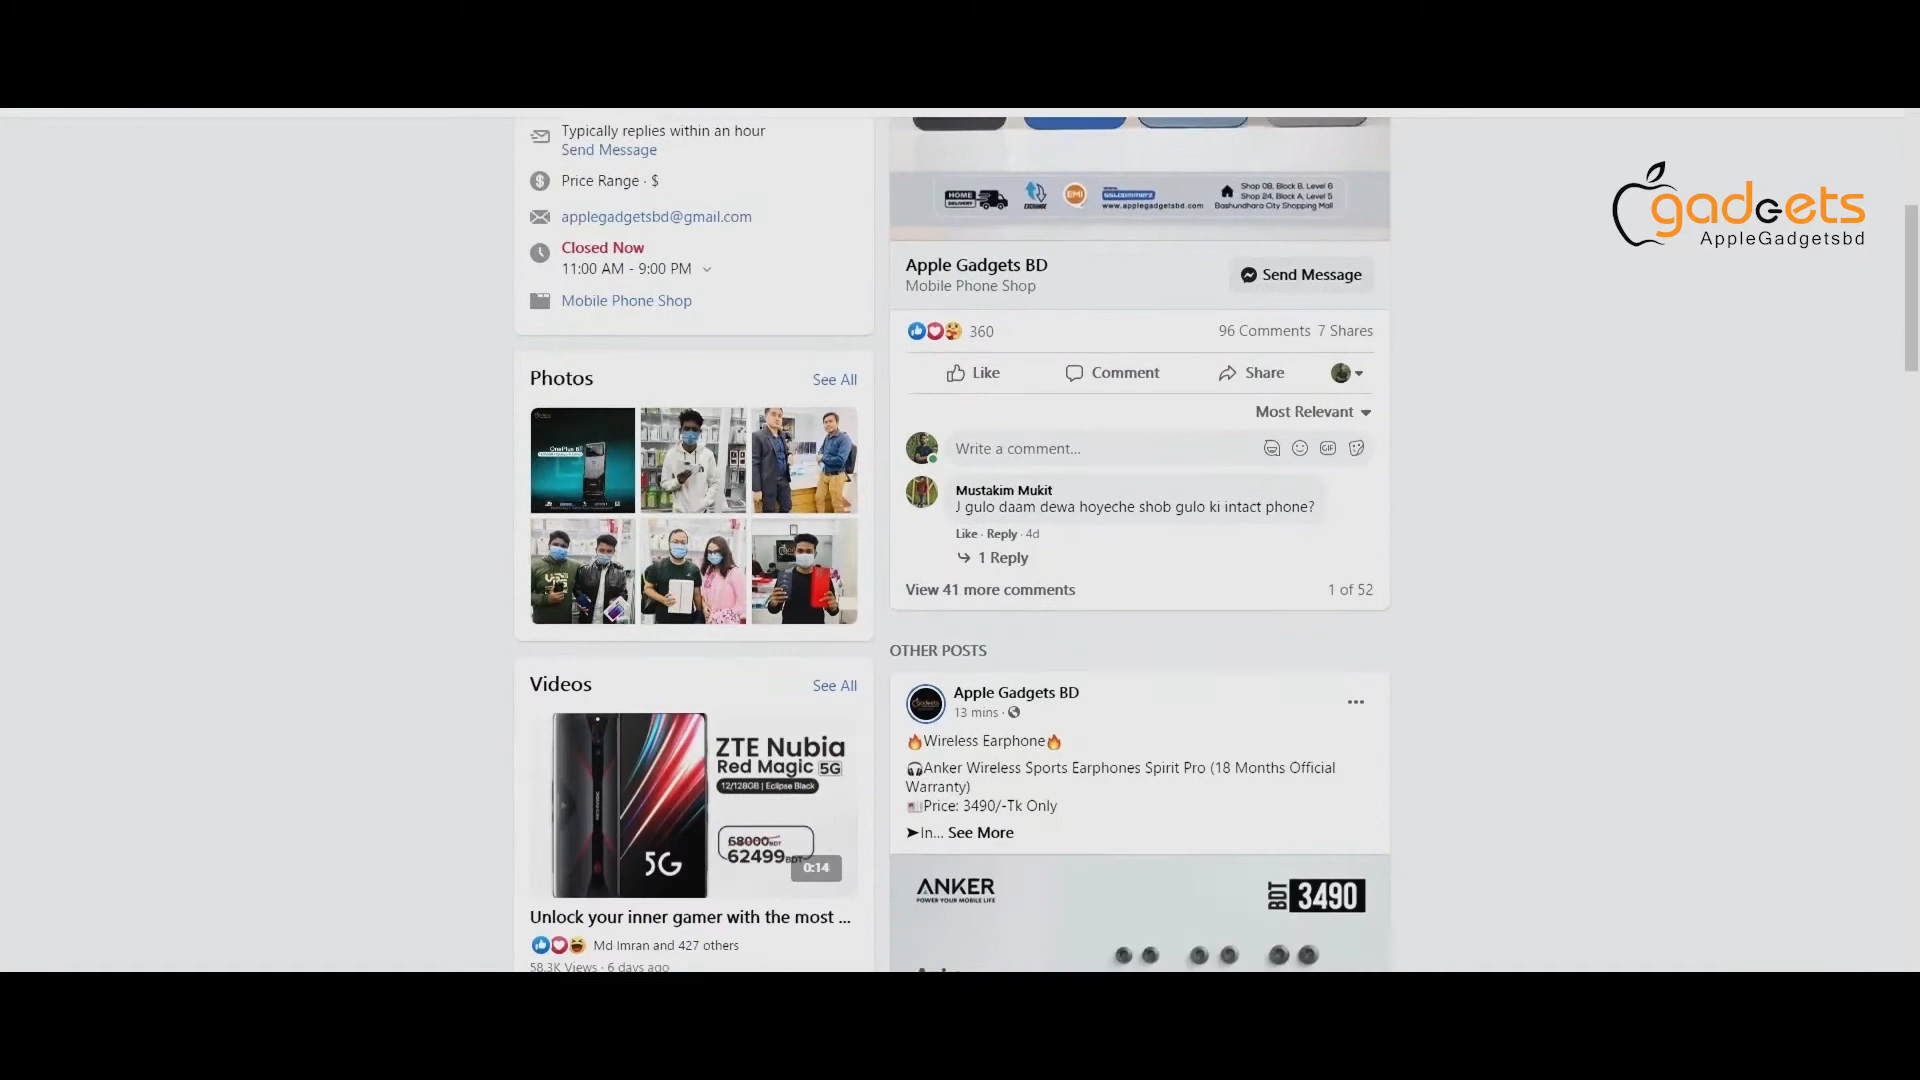 Typically replies within an hour
Send Message
Price Range · $
applegadgetsbd@gmail.com
Closed Now
11:00 AM - 9:00 PM
Mobile Phone Shop
Photos
See All
OnePlus 8T
Videos
See All
ZTE Nubia
Red Magic 5G
12/128GB | Eclipse Black
68000BDT
62499BDT
5G
0:14
Unlock your inner gamer with the most ...
Md Imran and 427 others
58.3K Views · 6 days ago
HOME
DELIVERY
EXCHANGE
EMI
SSLCOMMERZ
www.applegadgetsbd.com
Shop 08, Block B, Level 6
Shop 24, Block A, Level 5
Bashundhara City Shopping Mall
Apple Gadgets BD
Mobile Phone Shop
Send Message
360
96 Comments 7 Shares
Like
Comment
Share
Most Relevant
Write a comment...
GIF
Mustakim Mukit
J gulo daam dewa hoyeche shob gulo ki intact phone?
Like · Reply · 4d
1 Reply
View 41 more comments
1 of 52
OTHER POSTS
Apple Gadgets BD
13 mins ·
🔥Wireless Earphone🔥
🎧Anker Wireless Sports Earphones Spirit Pro (18 Months Official
Warranty)
💵Price: 3490/-Tk Only
➤In... See More
ANKER
POWER YOUR MOBILE LIFE
BDT 3490
gadgets
AppleGadgetsbd